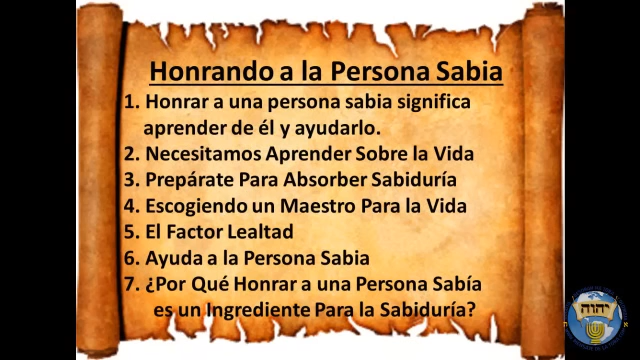 Honrando a la Persona Sabia
1. Honrar a una persona sabia significa
aprender de él y ayudarlo.
2. Necesitamos Aprender Sobre la Vida
3. Prepárate Para Absorber Sabiduría
4. Escogiendo un Maestro Para la Vida
5. El Factor Lealtad
6. Ayuda a la Persona Sabia
7. ¿Por Qué Honrar a una Persona Sabía
es un Ingrediente Para la Sabiduría?
יהוה